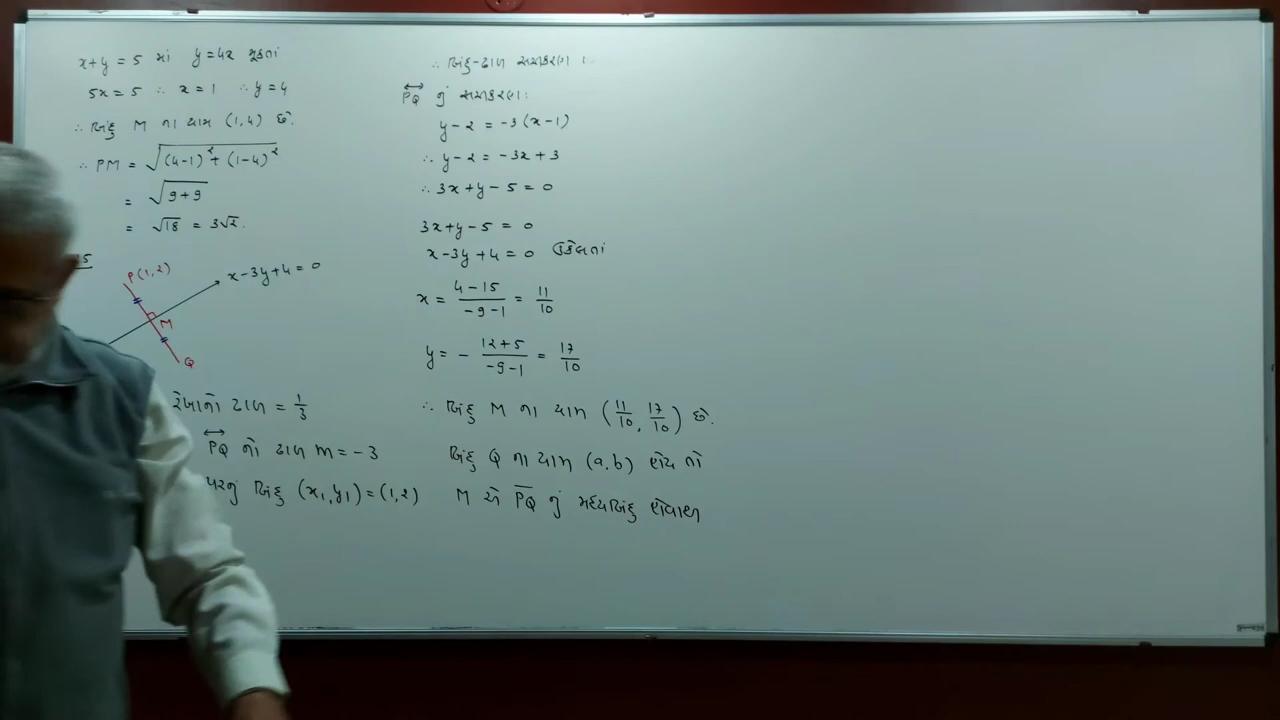 x+y = 5 માં y=4x મૂકતાં
5x = 5 ∴ x = 1 ∴ y = 4
∴ બિંદુ M ના યામ (1,4) છે.
∴ PM = √((4-1)² + (1-4)²)
= √(9+9)
= √18 = 3√2.
5
P(1,2)
x-3y+4=0
M
Q
રેખાનો ઢાળ = 1/3
PQ નો ઢાળ m = -3
પરનું બિંદુ (x₁,y₁) = (1,2)
∴ બિંદુ-ઢાળ સમીકરણ :
PQ નું સમીકરણ:
y-2 = -3(x-1)
∴ y-2 = -3x+3
∴ 3x+y-5 = 0
3x+y-5 = 0
x-3y+4 = 0 ઉકેલતાં
x = (4-15)/(-9-1) = 11/10
y = - (12+5)/(-9-1) = 17/10
∴ બિંદુ M ના યામ (11/10, 17/10) છે.
બિંદુ Q ના યામ (a,b) હોય તો
M એ PQ નું મધ્યબિંદુ હોવાથી